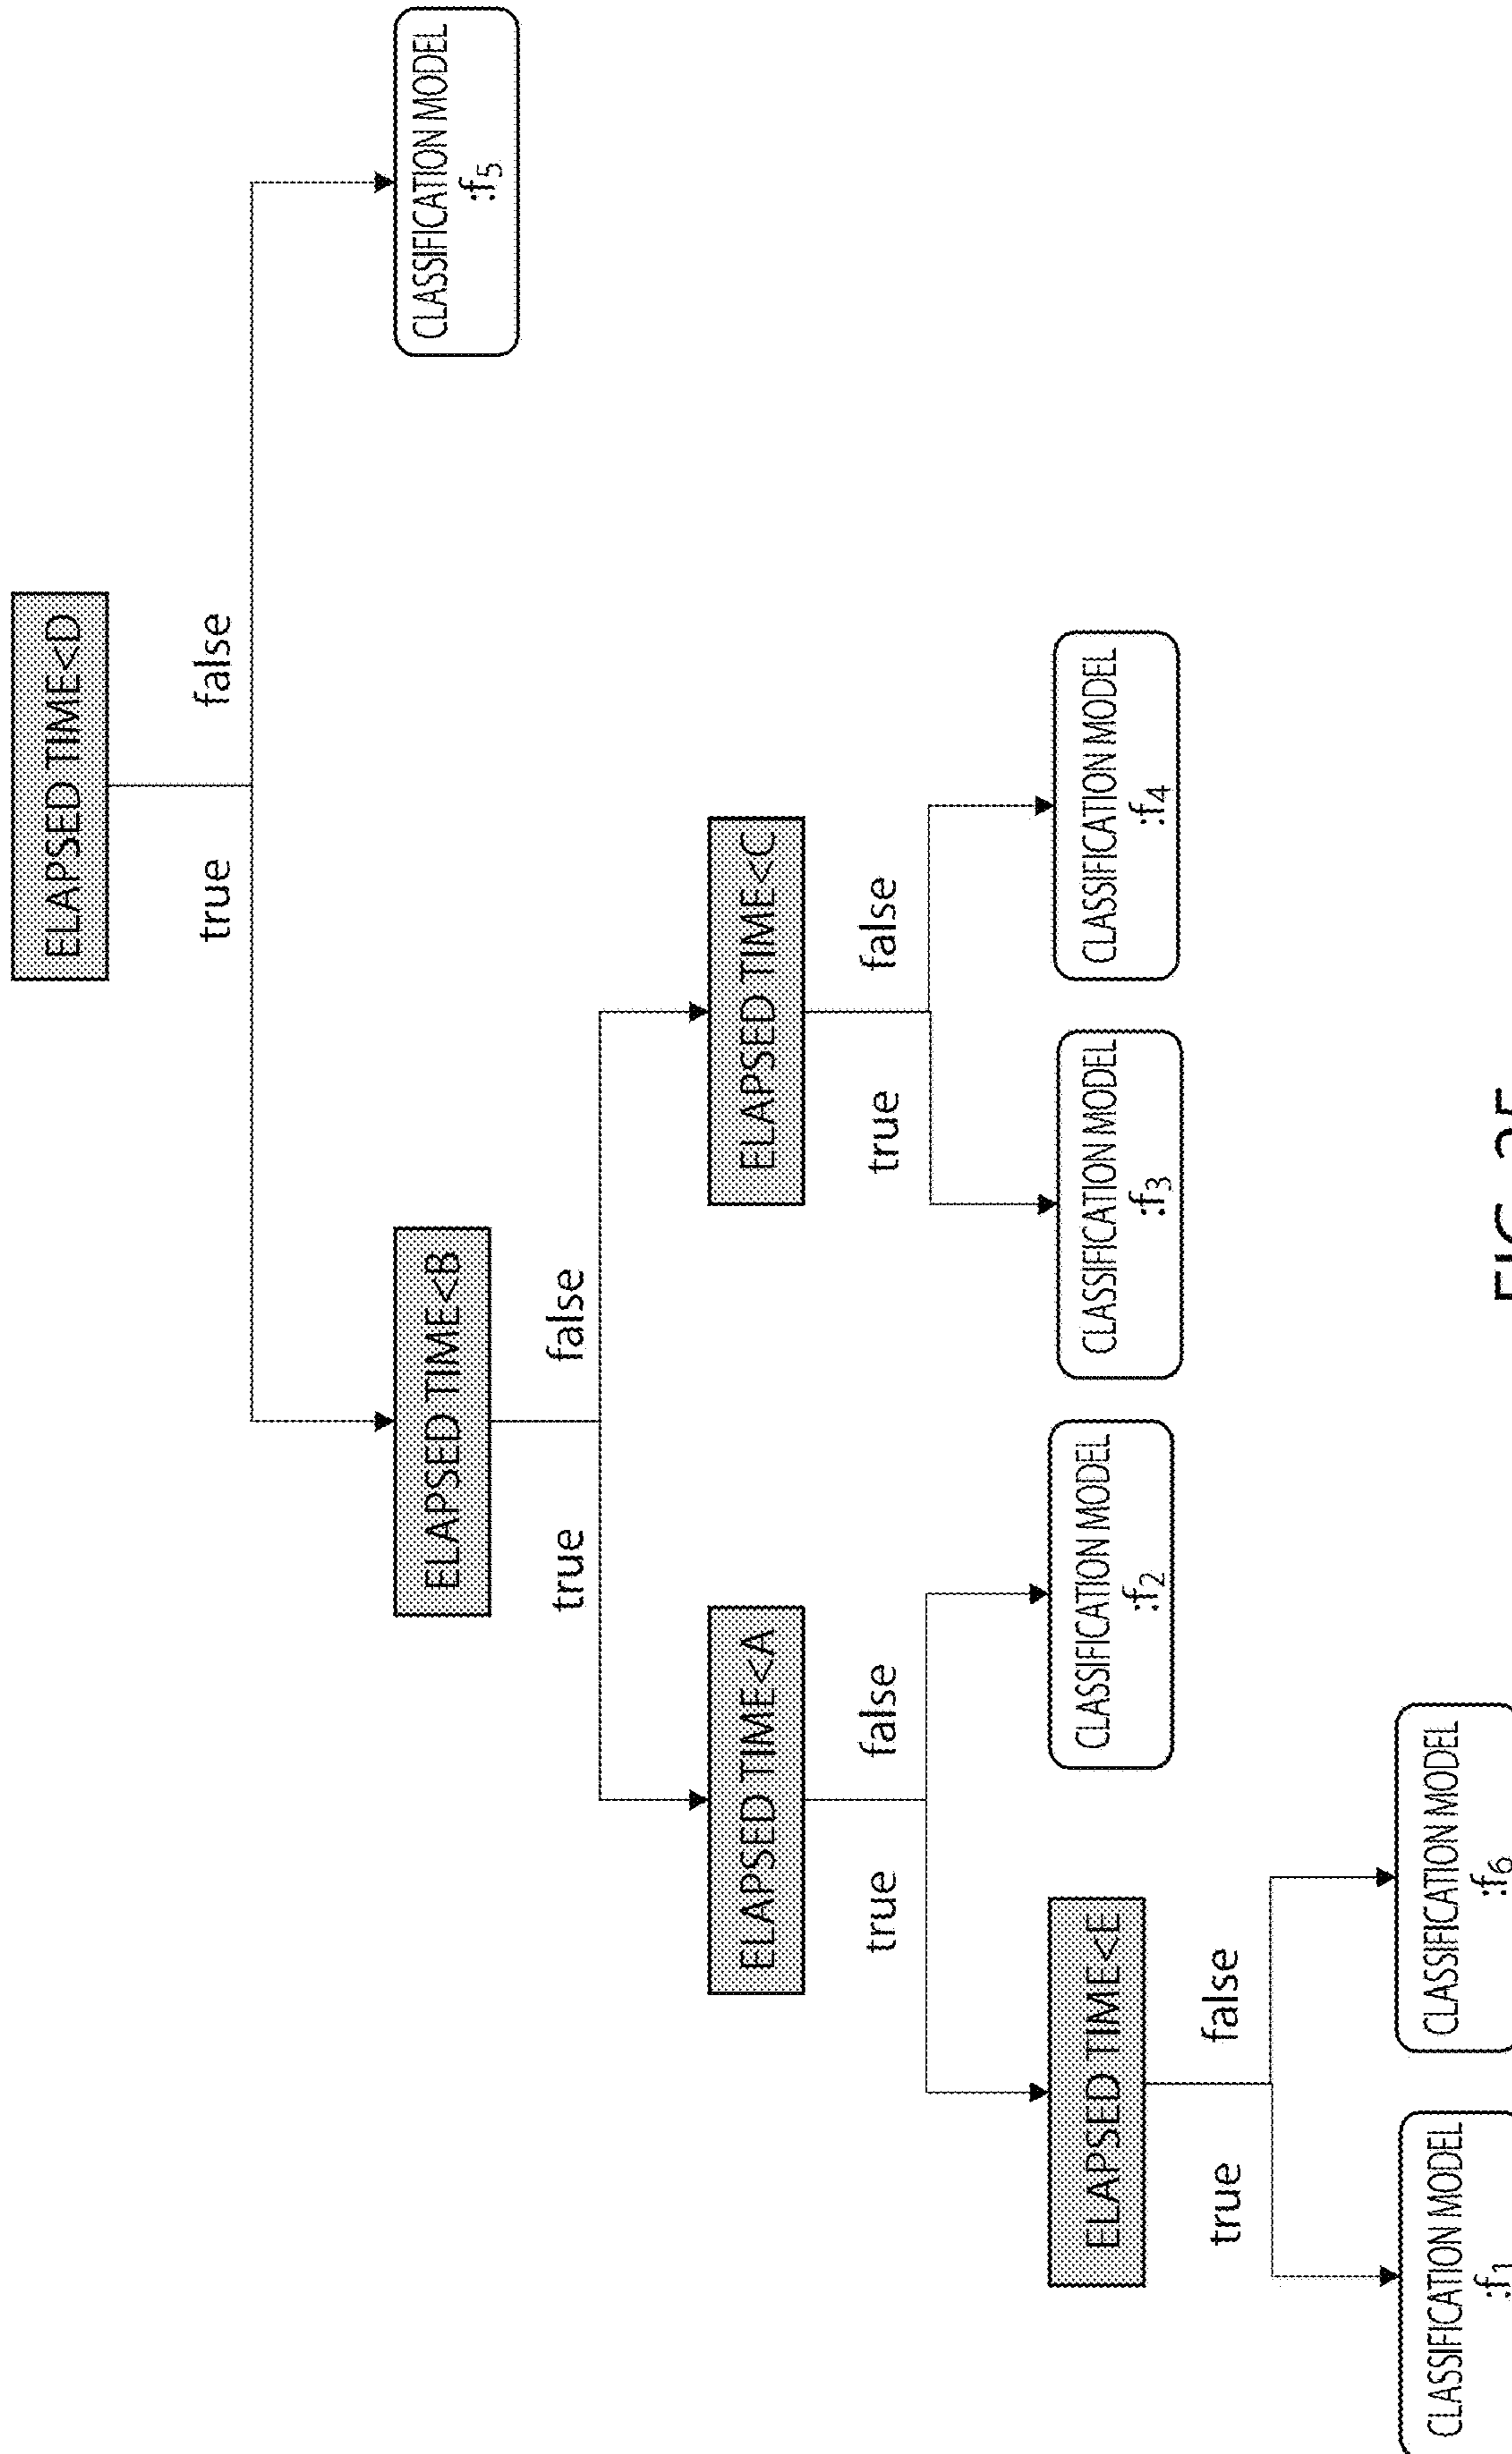 ELAPSED TIME<D
true
false
ELAPSED TIME<B
CLASSIFICATION MODEL
:f5
true
false
ELAPSED TIME<A
ELAPSED TIME<C
true
false
true
false
ELAPSED TIME<E
CLASSIFICATION MODEL
:f2
CLASSIFICATION MODEL
:f3
CLASSIFICATION MODEL
:f4
true
false
CLASSIFICATION MODEL
:f1
CLASSIFICATION MODEL
:f6